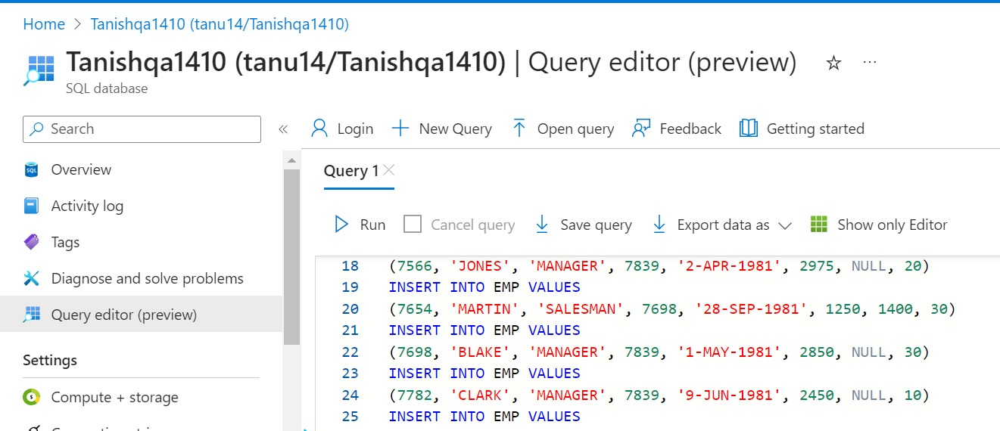 Home > Tanishqa1410 (tanu14/Tanishqa1410)
Tanishqa1410 (tanu14/Tanishqa1410) | Query editor (preview)
SQL database
Search
Login
New Query
Open query
Feedback
Getting started
SQL Overview
Activity log
Tags
Diagnose and solve problems
Query editor (preview)
Settings
Compute + storage
Query 1
Run
Cancel query
Save query
Export data as
Show only Editor
18 (7566, 'JONES', 'MANAGER', 7839, '2-APR-1981', 2975, NULL, 20)
19 INSERT INTO EMP VALUES
20 (7654, 'MARTIN', 'SALESMAN', 7698, '28-SEP-1981', 1250, 1400, 30)
21 INSERT INTO EMP VALUES
22 (7698, 'BLAKE', 'MANAGER', 7839, '1-MAY-1981', 2850, NULL, 30)
23 INSERT INTO EMP VALUES
24 (7782, 'CLARK', 'MANAGER', 7839, '9-JUN-1981', 2450, NULL, 10)
25 INSERT INTO EMP VALUES